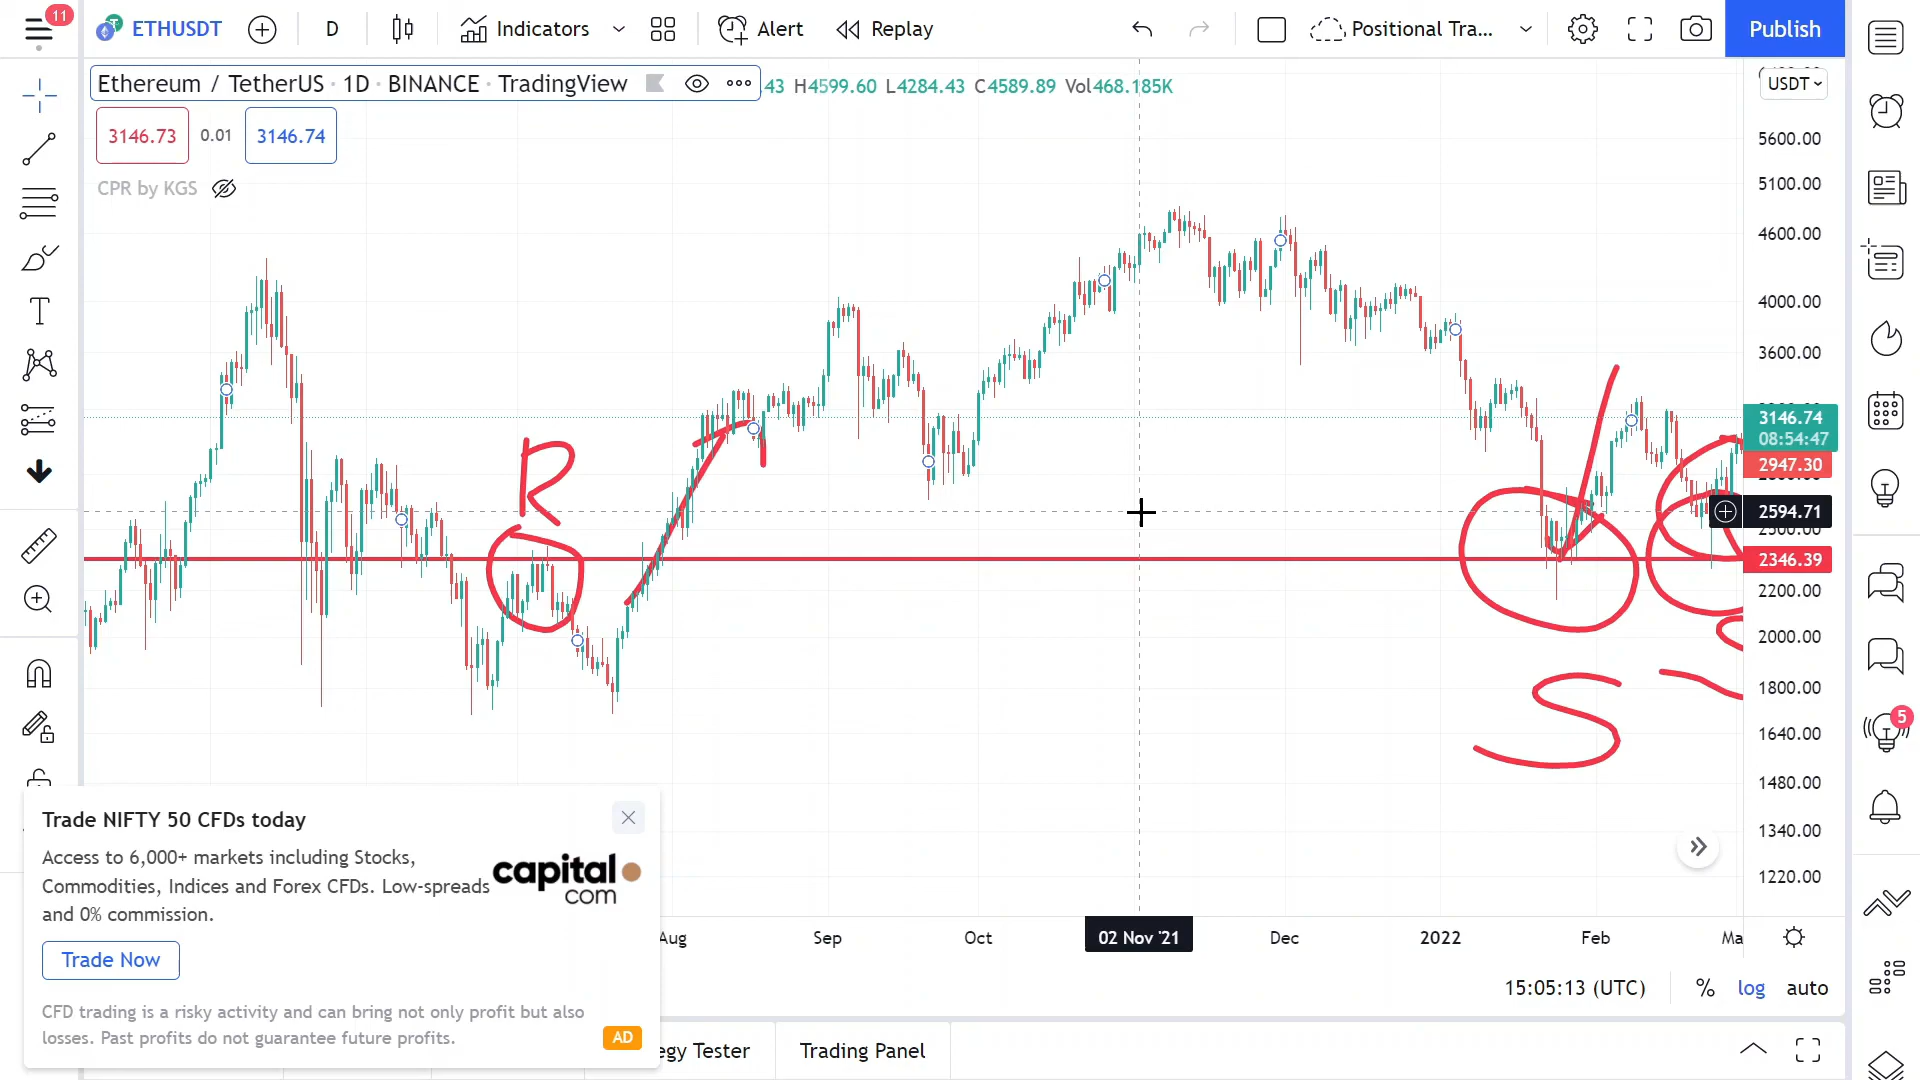 11
ETHUSDT
D
Indicators
Alert
Replay
Positional Tra...
Publish
Ethereum / TetherUS · 1D · BINANCE · TradingView
43 H4599.60 L4284.43 C4589.89 Vol468.185K
USDT
3146.73
0.01
3146.74
CPR by KGS
5600.00
5100.00
4600.00
4000.00
3600.00
3146.74
08:54:47
2947.30
2594.71
2500.00
2346.39
2200.00
2000.00
1800.00
1640.00
1480.00
1340.00
1220.00
R
S
5
Trade NIFTY 50 CFDs today
Access to 6,000+ markets including Stocks,
Commodities, Indices and Forex CFDs. Low-spreads
and 0% commission.
capital
com
Trade Now
CFD trading is a risky activity and can bring not only profit but also
losses. Past profits do not guarantee future profits.
AD
Aug
Sep
Oct
02 Nov '21
Dec
2022
Feb
Ma
15:05:13 (UTC)
%
log
auto
egy Tester
Trading Panel